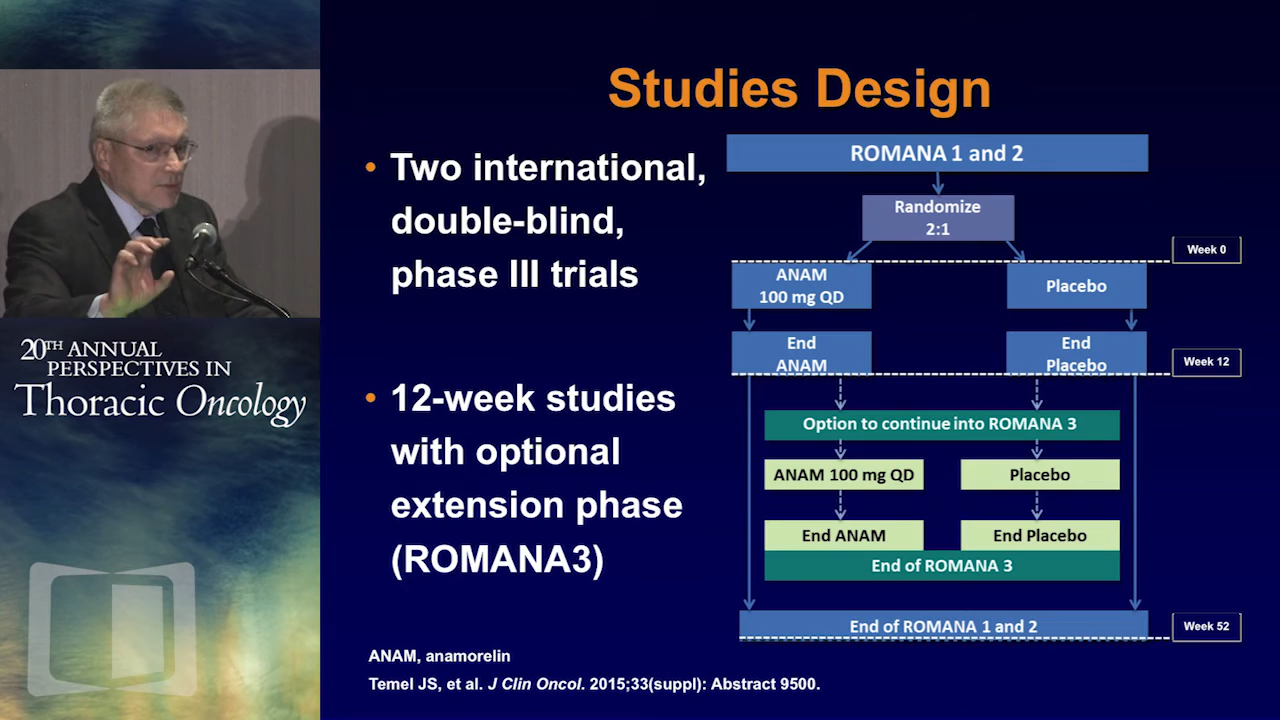 Studies Design
• Two international,
double-blind,
phase III trials
• 12-week studies
with optional
extension phase
(ROMANA3)
ROMANA 1 and 2
Randomize
2:1
Week 0
ANAM
100 mg QD
Placebo
End
ANAM
End
Placebo
Week 12
Option to continue into ROMANA 3
ANAM 100 mg QD
Placebo
End ANAM
End Placebo
End of ROMANA 3
End of ROMANA 1 and 2
Week 52
ANAM, anamorelin
Temel JS, et al. J Clin Oncol. 2015;33(suppl): Abstract 9500.
20TH ANNUAL
PERSPECTIVES IN
Thoracic Oncology